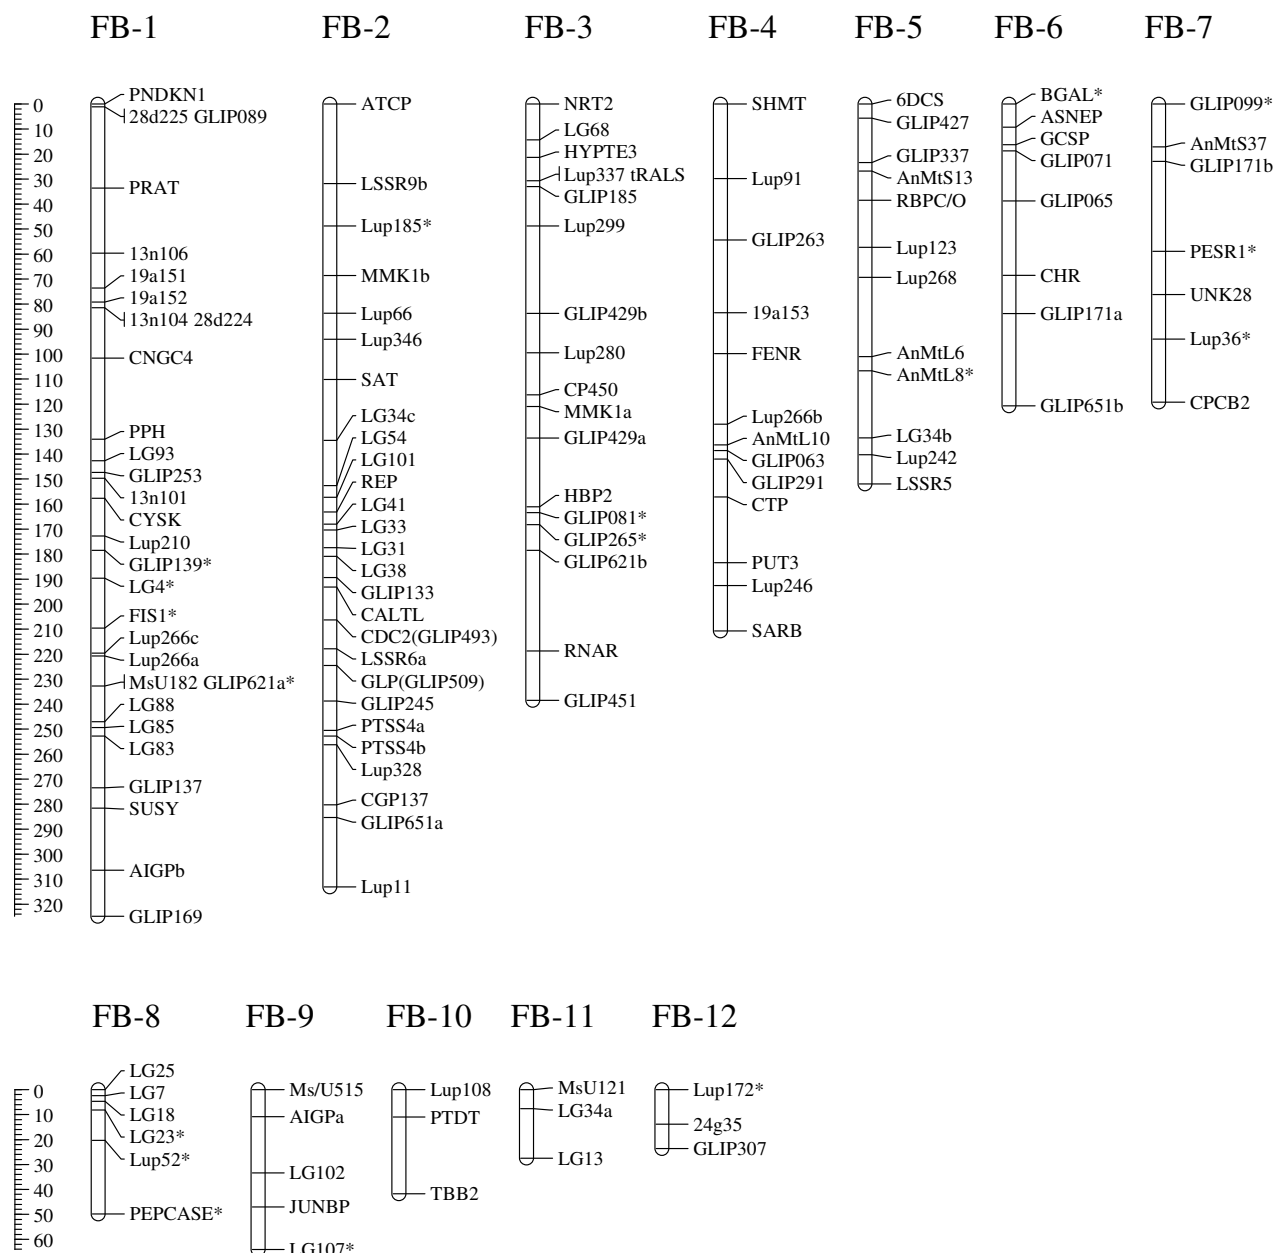 FB-1 FB-2 FB-3 FB-4 FB-5 FB-6 FB-7
0
10
20
30
40
50
60
70
80
90
100
110
120
130
140
150
160
170
180
190
200
210
220
230
240
250
260
270
280
290
300
310
320
PNDKN1
28d225 GLIP089
PRAT
13n106
19a151
19a152
13n104 28d224
CNGC4
PPH
LG93
GLIP253
13n101
CYSK
Lup210
GLIP139*
LG4*
FIS1*
Lup266c
Lup266a
MsU182 GLIP621a*
LG88
LG85
LG83
GLIP137
SUSY
AIGPb
GLIP169
ATCP
LSSR9b
Lup185*
MMK1b
Lup66
Lup346
SAT
LG34c
LG54
LG101
REP
LG41
LG33
LG31
LG38
GLIP133
CALTL
CDC2(GLIP493)
LSSR6a
GLP(GLIP509)
GLIP245
PTSS4a
PTSS4b
Lup328
CGP137
GLIP651a
Lup11
NRT2
LG68
HYPTE3
Lup337 tRALS
GLIP185
Lup299
GLIP429b
Lup280
CP450
MMK1a
GLIP429a
HBP2
GLIP081*
GLIP265*
GLIP621b
RNAR
GLIP451
SHMT
Lup91
GLIP263
19a153
FENR
Lup266b
AnMtL10
GLIP063
GLIP291
CTP
PUT3
Lup246
SARB
6DCS
GLIP427
GLIP337
AnMtS13
RBPC/O
Lup123
Lup268
AnMtL6
AnMtL8*
LG34b
Lup242
LSSR5
BGAL*
ASNEP
GCSP
GLIP071
GLIP065
CHR
GLIP171a
GLIP651b
GLIP099*
AnMtS37
GLIP171b
PESR1*
UNK28
Lup36*
CPCB2
FB-8 FB-9 FB-10 FB-11 FB-12
0
10
20
30
40
50
60
LG25
LG7
LG18
LG23*
Lup52*
PEPCASE*
Ms/U515
AIGPa
LG102
JUNBP
LG107*
Lup108
PTDT
TBB2
MsU121
LG34a
LG13
Lup172*
24g35
GLIP307